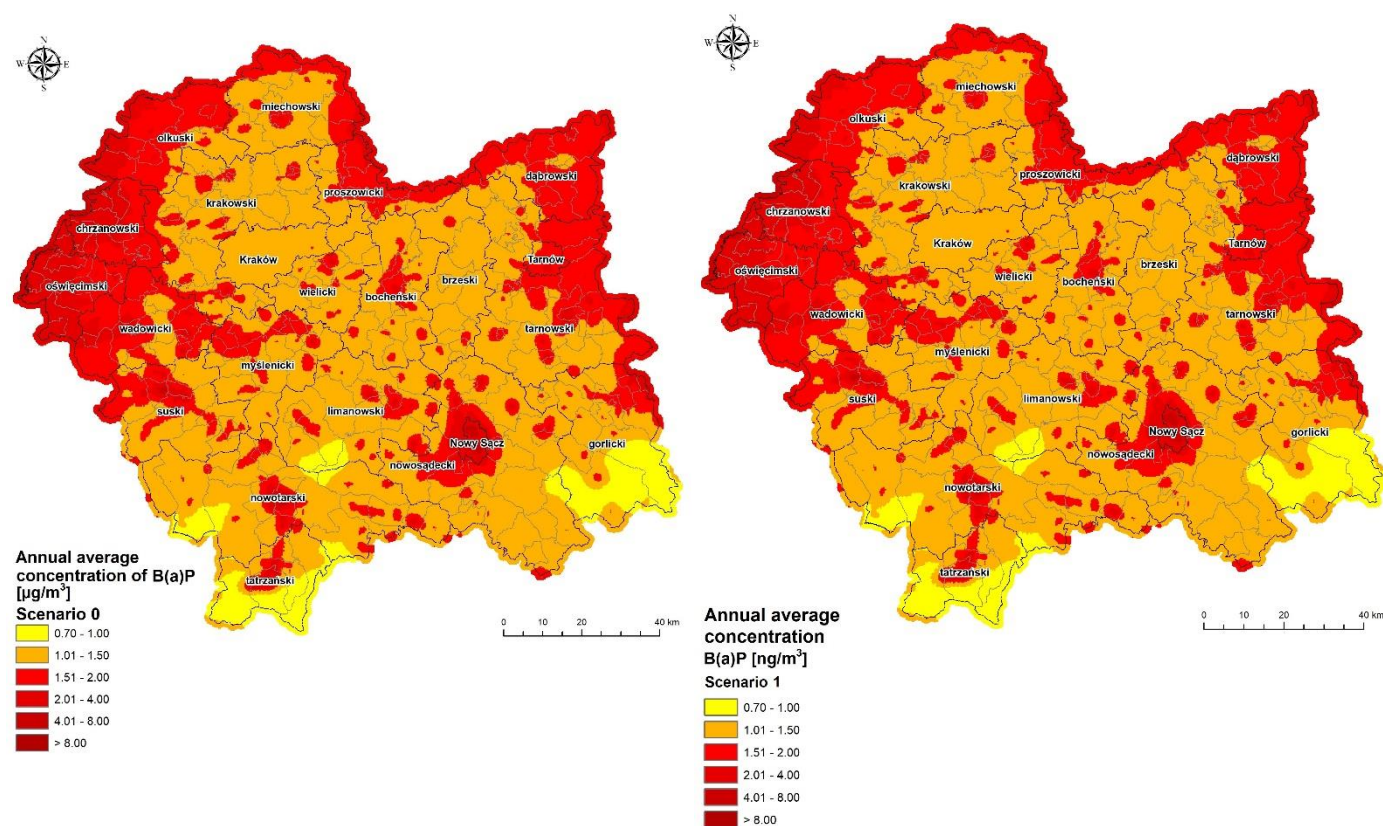 N
W E
S
miechowski
olkuski
dąbrowski
proszowicki
krakowski
chrzanowski
Kraków
Tarnów
oświęcimski
wielicki
bocheński
brzeski
wadowicki
tarnowski
myślenicki
suski
limanowski
Nowy Sącz
gorlicki
nowosądecki
nowotarski
tatrzański
Annual average
concentration of B(a)P
[µg/m³]
Scenario 0
0.70 - 1.00
1.01 - 1.50
1.51 - 2.00
2.01 - 4.00
4.01 - 8.00
> 8.00
0 10 20 40 km
N
W E
S
miechowski
olkuski
dąbrowski
proszowicki
krakowski
chrzanowski
Kraków
Tarnów
oświęcimski
wielicki
bocheński
brzeski
wadowicki
tarnowski
myślenicki
suski
limanowski
Nowy Sącz
gorlicki
nowosądecki
nowotarski
tatrzański
Annual average
concentration
B(a)P [ng/m³]
Scenario 1
0.70 - 1.00
1.01 - 1.50
1.51 - 2.00
2.01 - 4.00
4.01 - 8.00
> 8.00
0 10 20 40 km